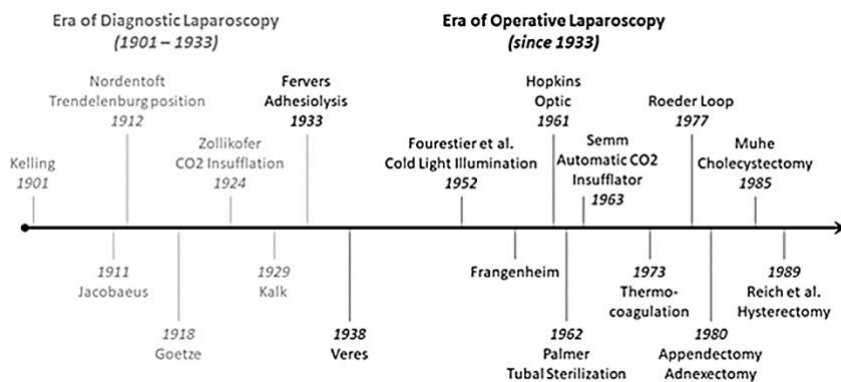 Era of Diagnostic Laparoscopy
(1901 – 1933)
Era of Operative Laparoscopy
(since 1933)
Kelling
1901
Nordentoft
Trendelenburg position
1912
Zollikofer
CO2 Insufflation
1924
Fervers
Adhesiolysis
1933
Fourestier et al.
Cold Light Illumination
1952
Hopkins
Optic
1961
Semm
Automatic CO2
Insufflator
1963
Roeder Loop
1977
Muhe
Cholecystectomy
1985
1911
Jacobaeus
1918
Goetze
1929
Kalk
1938
Veres
Frangenheim
1962
Palmer
Tubal Sterilization
1973
Thermo-
coagulation
1980
Appendectomy
Adnexectomy
1989
Reich et al.
Hysterectomy